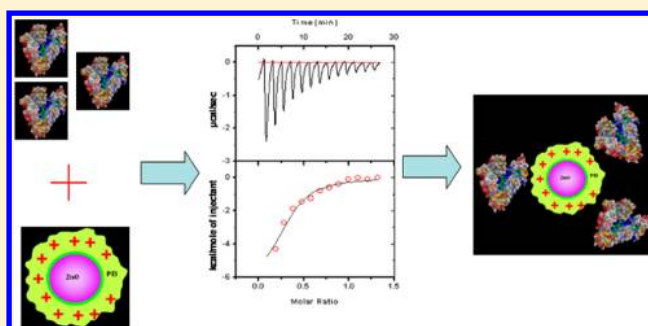 Time (min)
0 10 20 30
0
-1
-2
-3
µcal/sec
0
-2
-4
-6
kcal/mole of injectant
0.0 0.5 1.0 1.5
Molar Ratio
ZnO
PEI
ZnO
PEI